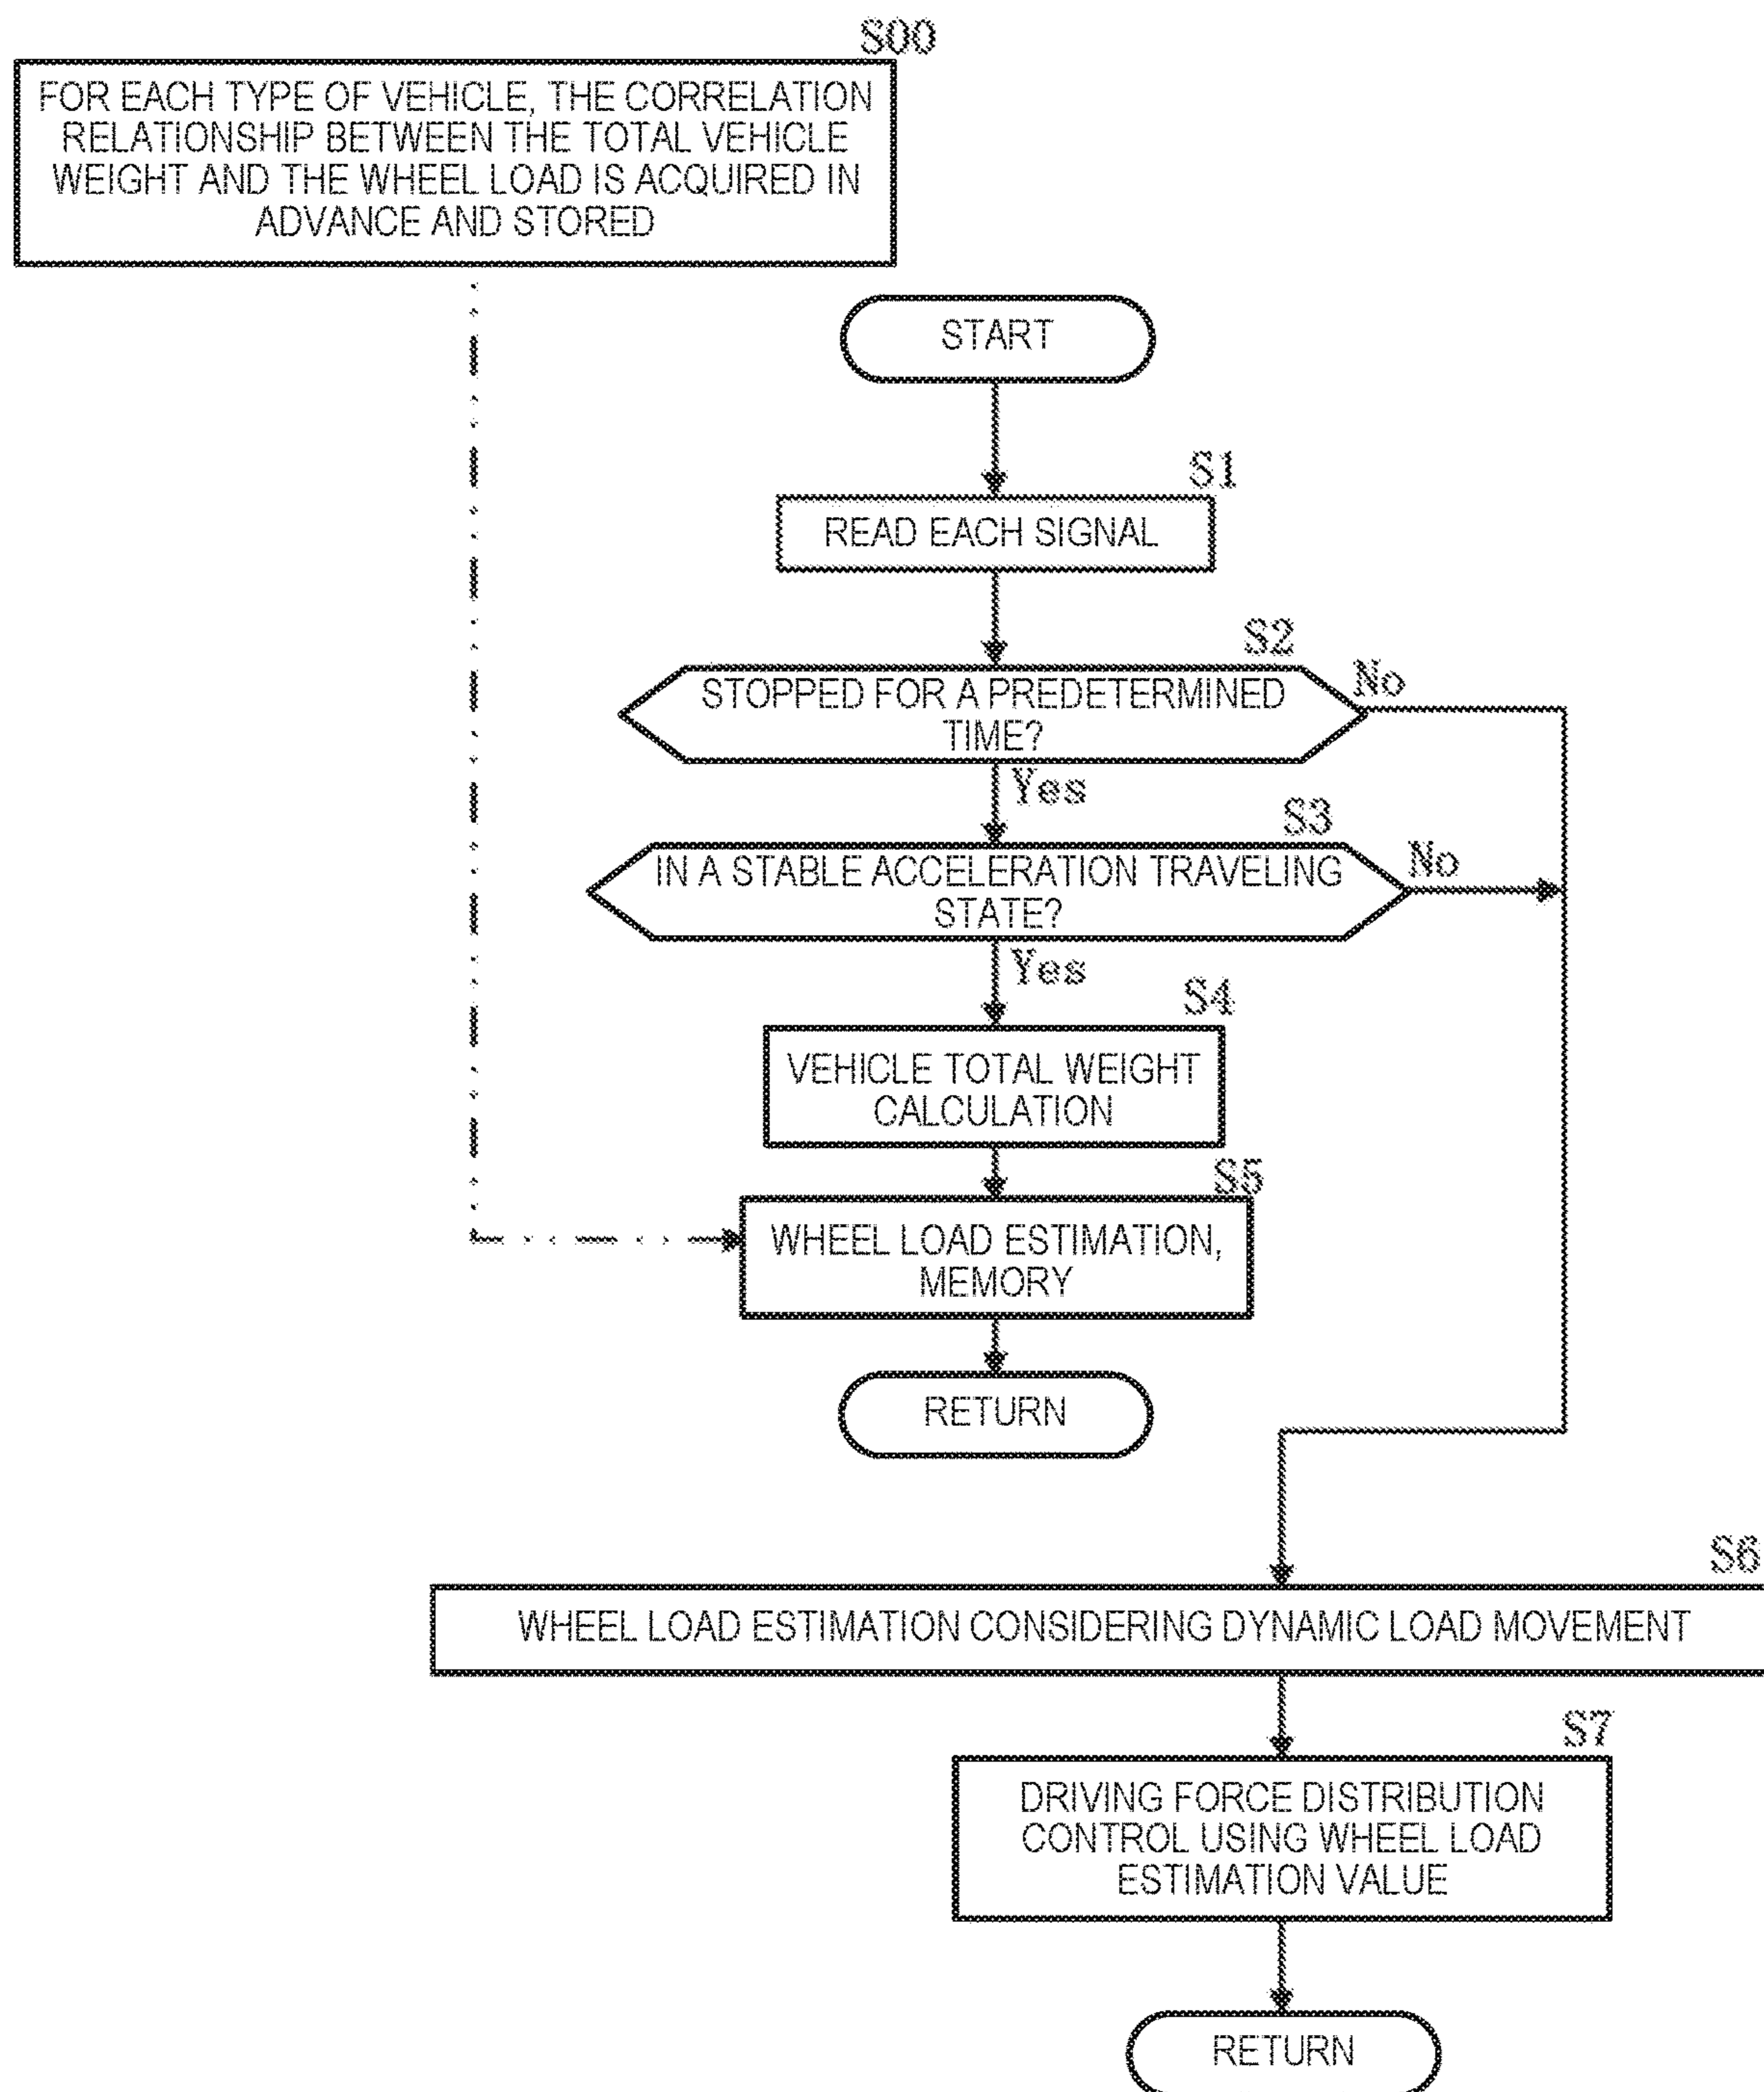 S00
FOR EACH TYPE OF VEHICLE, THE CORRELATION
RELATIONSHIP BETWEEN THE TOTAL VEHICLE
WEIGHT AND THE WHEEL LOAD IS ACQUIRED IN
ADVANCE AND STORED
START
S1
READ EACH SIGNAL
S2
STOPPED FOR A PREDETERMINED
TIME?
No
Yes
S3
IN A STABLE ACCELERATION TRAVELING
STATE?
No
Yes
S4
VEHICLE TOTAL WEIGHT
CALCULATION
S5
WHEEL LOAD ESTIMATION,
MEMORY
RETURN
S6
WHEEL LOAD ESTIMATION CONSIDERING DYNAMIC LOAD MOVEMENT
S7
DRIVING FORCE DISTRIBUTION
CONTROL USING WHEEL LOAD
ESTIMATION VALUE
RETURN